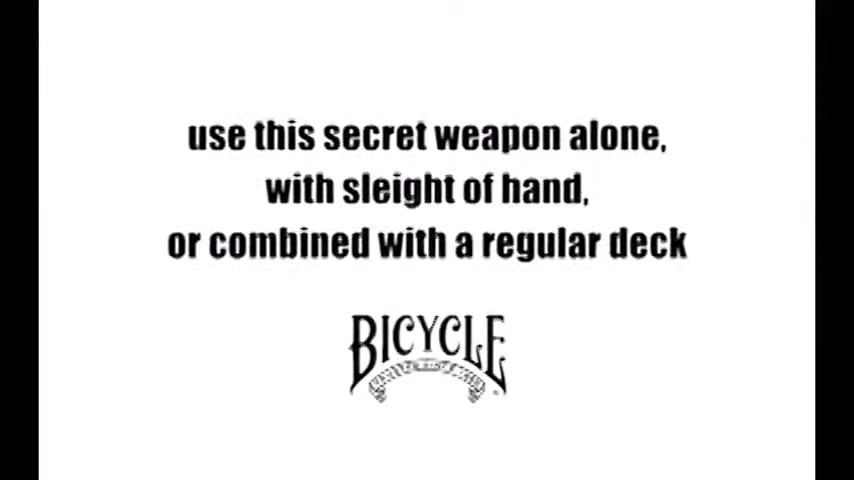 use this secret weapon alone,
with sleight of hand,
or combined with a regular deck
BICYCLE